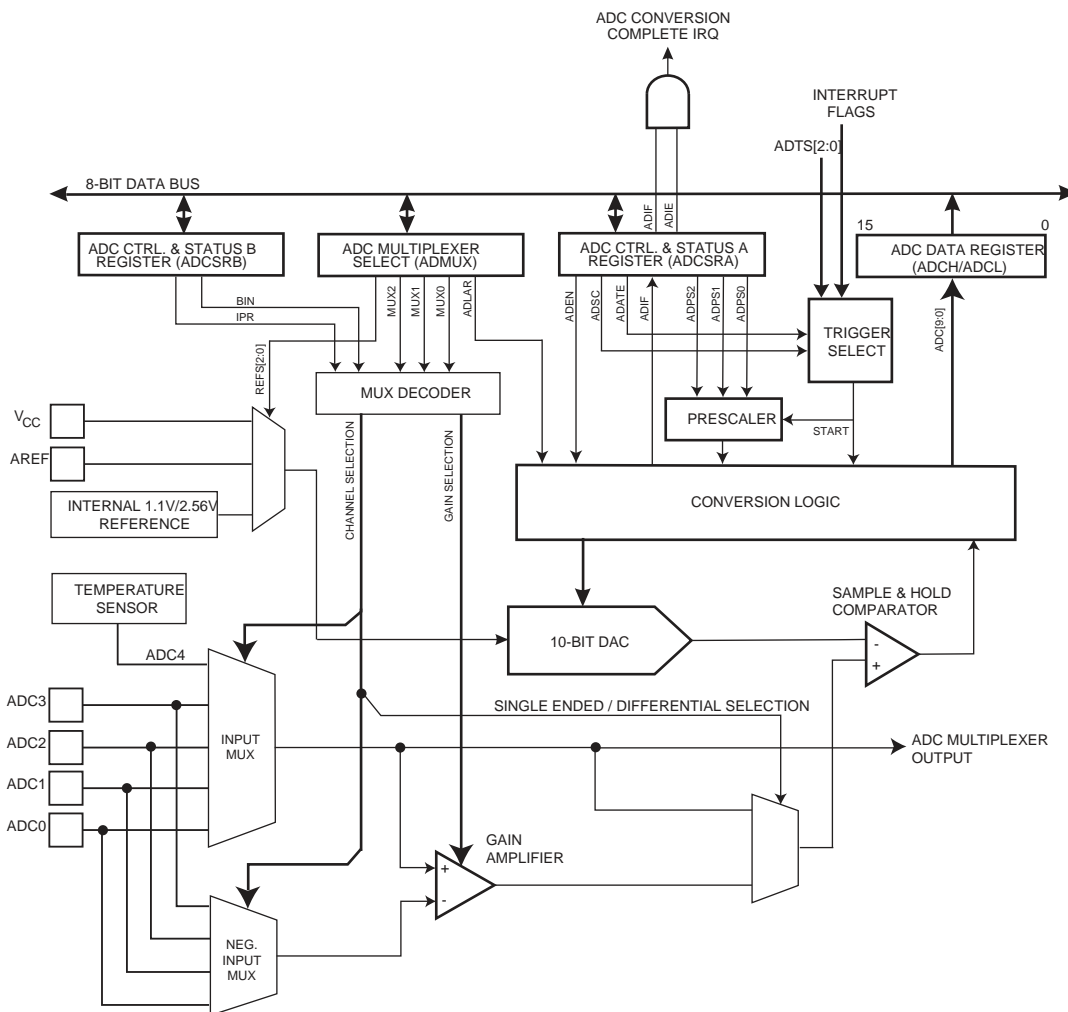 ADC CONVERSION
COMPLETE IRQ
INTERRUPT
FLAGS
ADTS[2:0]
8-BIT DATA BUS
ADIF
ADIE
15
0
ADC CTRL. & STATUS B
REGISTER (ADCSRB)
ADC MULTIPLEXER
SELECT (ADMUX)
ADC CTRL. & STATUS A
REGISTER (ADCSRA)
ADC DATA REGISTER
(ADCH/ADCL)
BIN
IPR
REFS[2:0]
MUX2
MUX1
MUX0
ADLAR
ADEN
ADSC
ADATE
ADIF
ADPS2
ADPS1
ADPS0
ADC[9:0]
TRIGGER
SELECT
MUX DECODER
PRESCALER
START
VCC
AREF
INTERNAL 1.1V/2.56V
REFERENCE
CHANNEL SELECTION
GAIN SELECTION
CONVERSION LOGIC
TEMPERATURE
SENSOR
ADC4
10-BIT DAC
SAMPLE & HOLD
COMPARATOR
-
+
ADC3
ADC2
ADC1
ADC0
INPUT
MUX
SINGLE ENDED / DIFFERENTIAL SELECTION
ADC MULTIPLEXER
OUTPUT
GAIN
AMPLIFIER
+
-
NEG.
INPUT
MUX